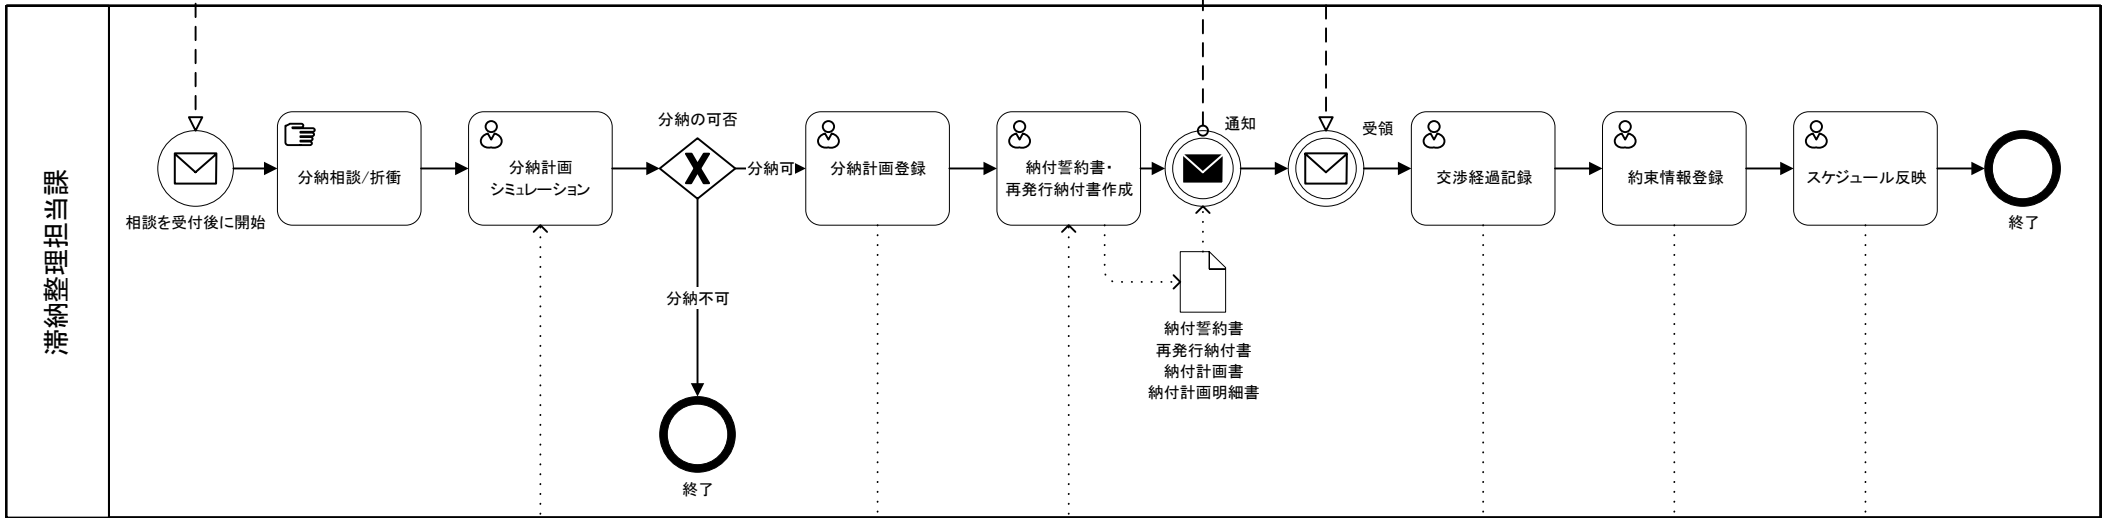 滞納整理担当課
相談を受付後に開始
分納相談/折衝
分納計画
シミュレーション
分納の可否
分納可
分納不可
終了
分納計画登録
納付誓約書・
再発行納付書作成
通知
納付誓約書
再発行納付書
納付計画書
納付計画明細書
受領
交渉経過記録
約束情報登録
スケジュール反映
終了